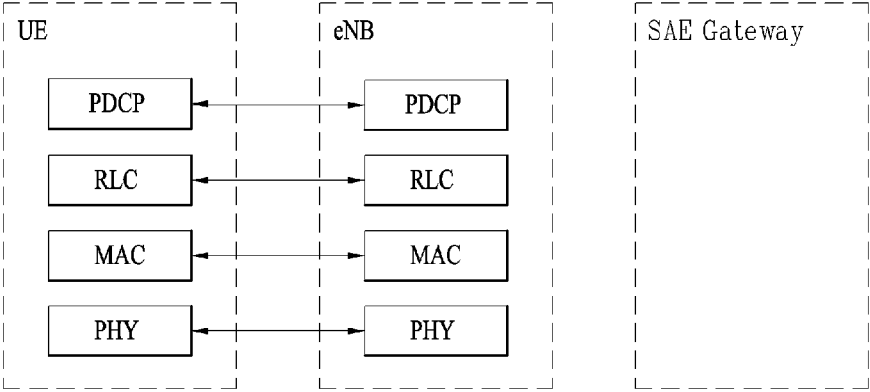 UE eNB SAE Gateway
PDCP PDCP
RLC RLC
MAC MAC
PHY PHY